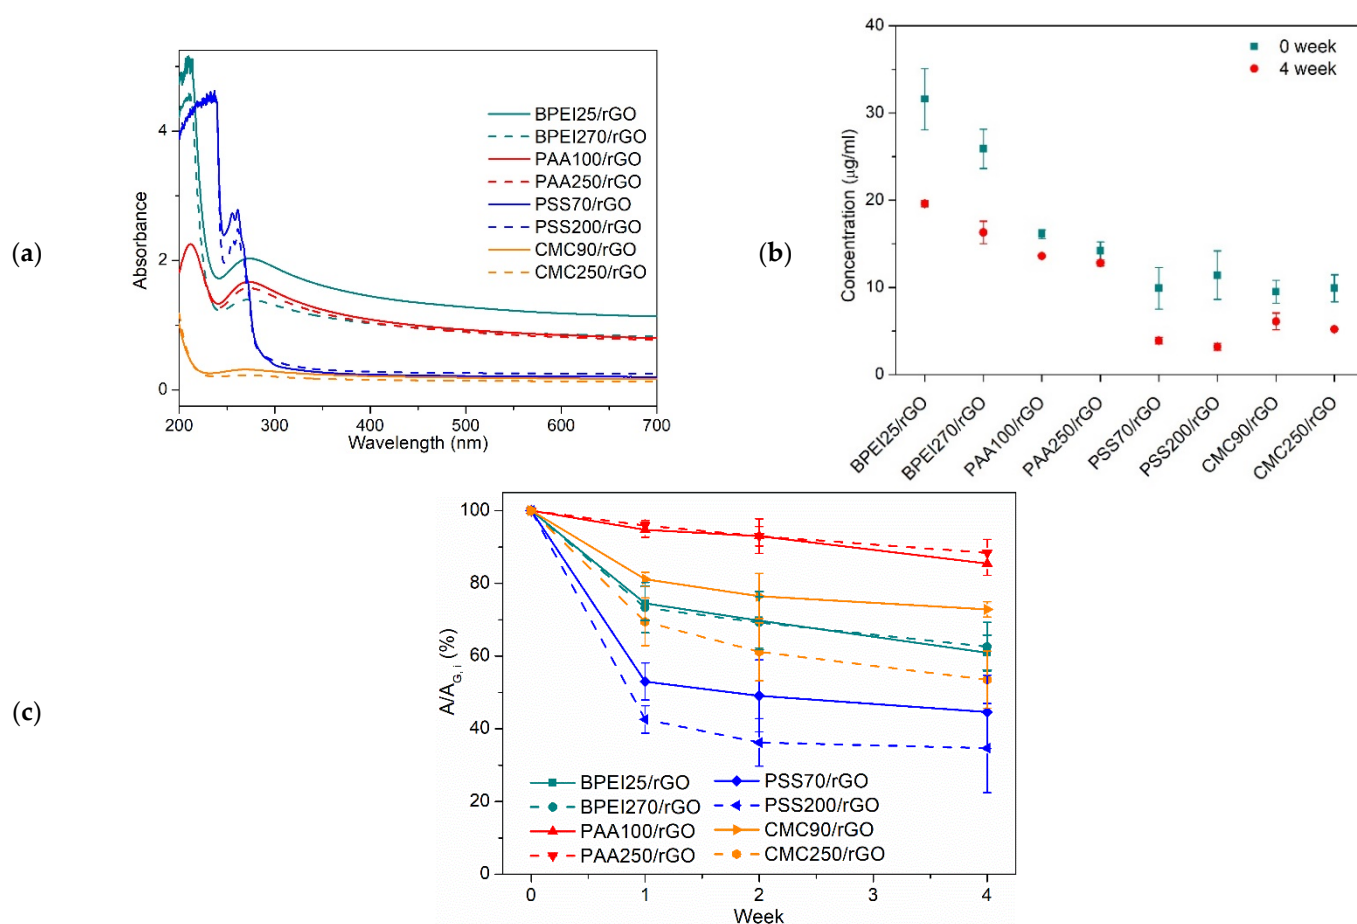 (a)
Absorbance
4
2
0
200
300
400
500
600
700
Wavelength (nm)
BPEI25/rGO
BPEI270/rGO
PAA100/rGO
PAA250/rGO
PSS70/rGO
PSS200/rGO
CMC90/rGO
CMC250/rGO
(b)
Concentration (μg/ml)
40
30
20
10
0
0 week
4 week
BPEI25/rGO
BPEI270/rGO
PAA100/rGO
PAA250/rGO
PSS70/rGO
PSS200/rGO
CMC90/rGO
CMC250/rGO
(c)
A/A_G, i (%)
100
80
60
40
20
0
BPEI25/rGO
BPEI270/rGO
PAA100/rGO
PAA250/rGO
PSS70/rGO
PSS200/rGO
CMC90/rGO
CMC250/rGO
0
1
2
3
4
Week